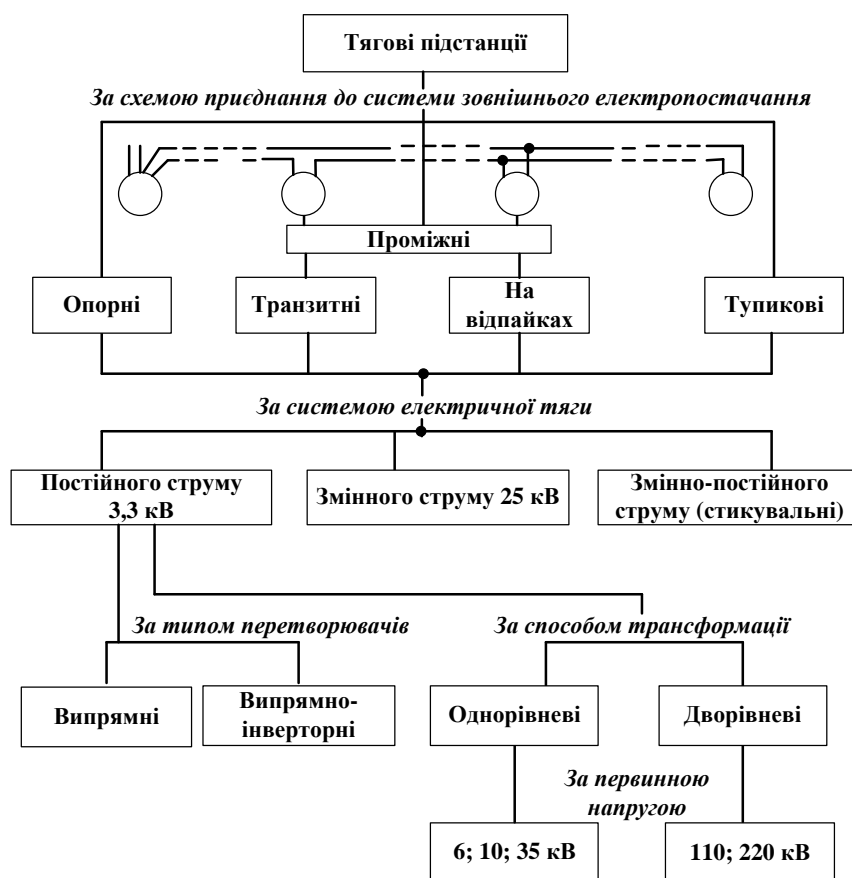 Тягові підстанції
За схемою приєднання до системи зовнішнього електропостачання
Проміжні
Опорні
Транзитні
На
відпайках
Тупикові
За системою електричної тяги
Постійного струму
3,3 кВ
Змінного струму 25 кВ
Змінно-постійного
струму (стикувальні)
За типом перетворювачів
За способом трансформації
Випрямні
Випрямно-
інверторні
Однорівневі
Дворівневі
За первинною
напругою
6; 10; 35 кВ
110; 220 кВ